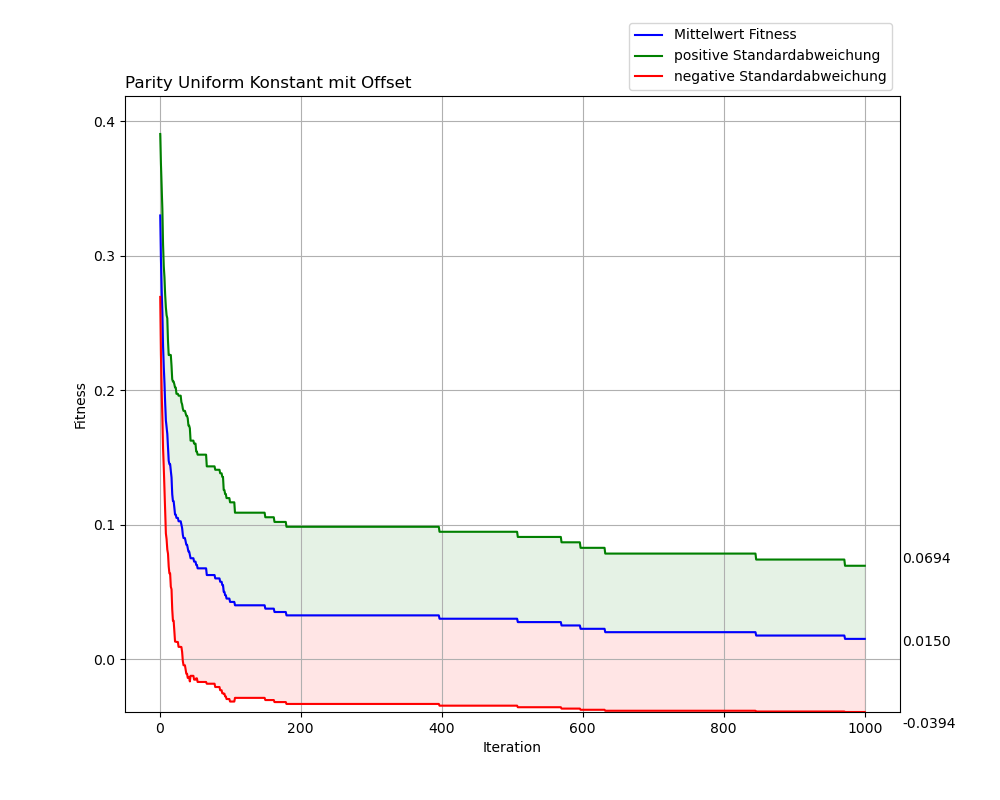 Mittelwert Fitness
positive Standardabweichung
negative Standardabweichung
Parity Uniform Konstant mit Offset
0.4
0.3
0.2
0.1
0.0
Fitness
0.0694
0.0150
-0.0394
0 200 400 600 800 1000
Iteration